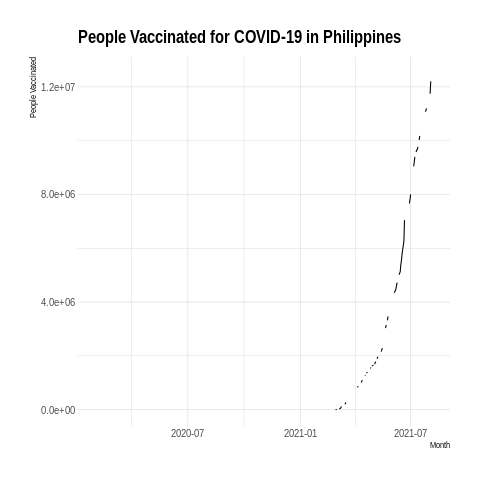 People Vaccinated for COVID-19 in Philippines
People Vaccinated
1.2e+07
8.0e+06
4.0e+06
0.0e+00
2020-07
2021-01
2021-07
Month